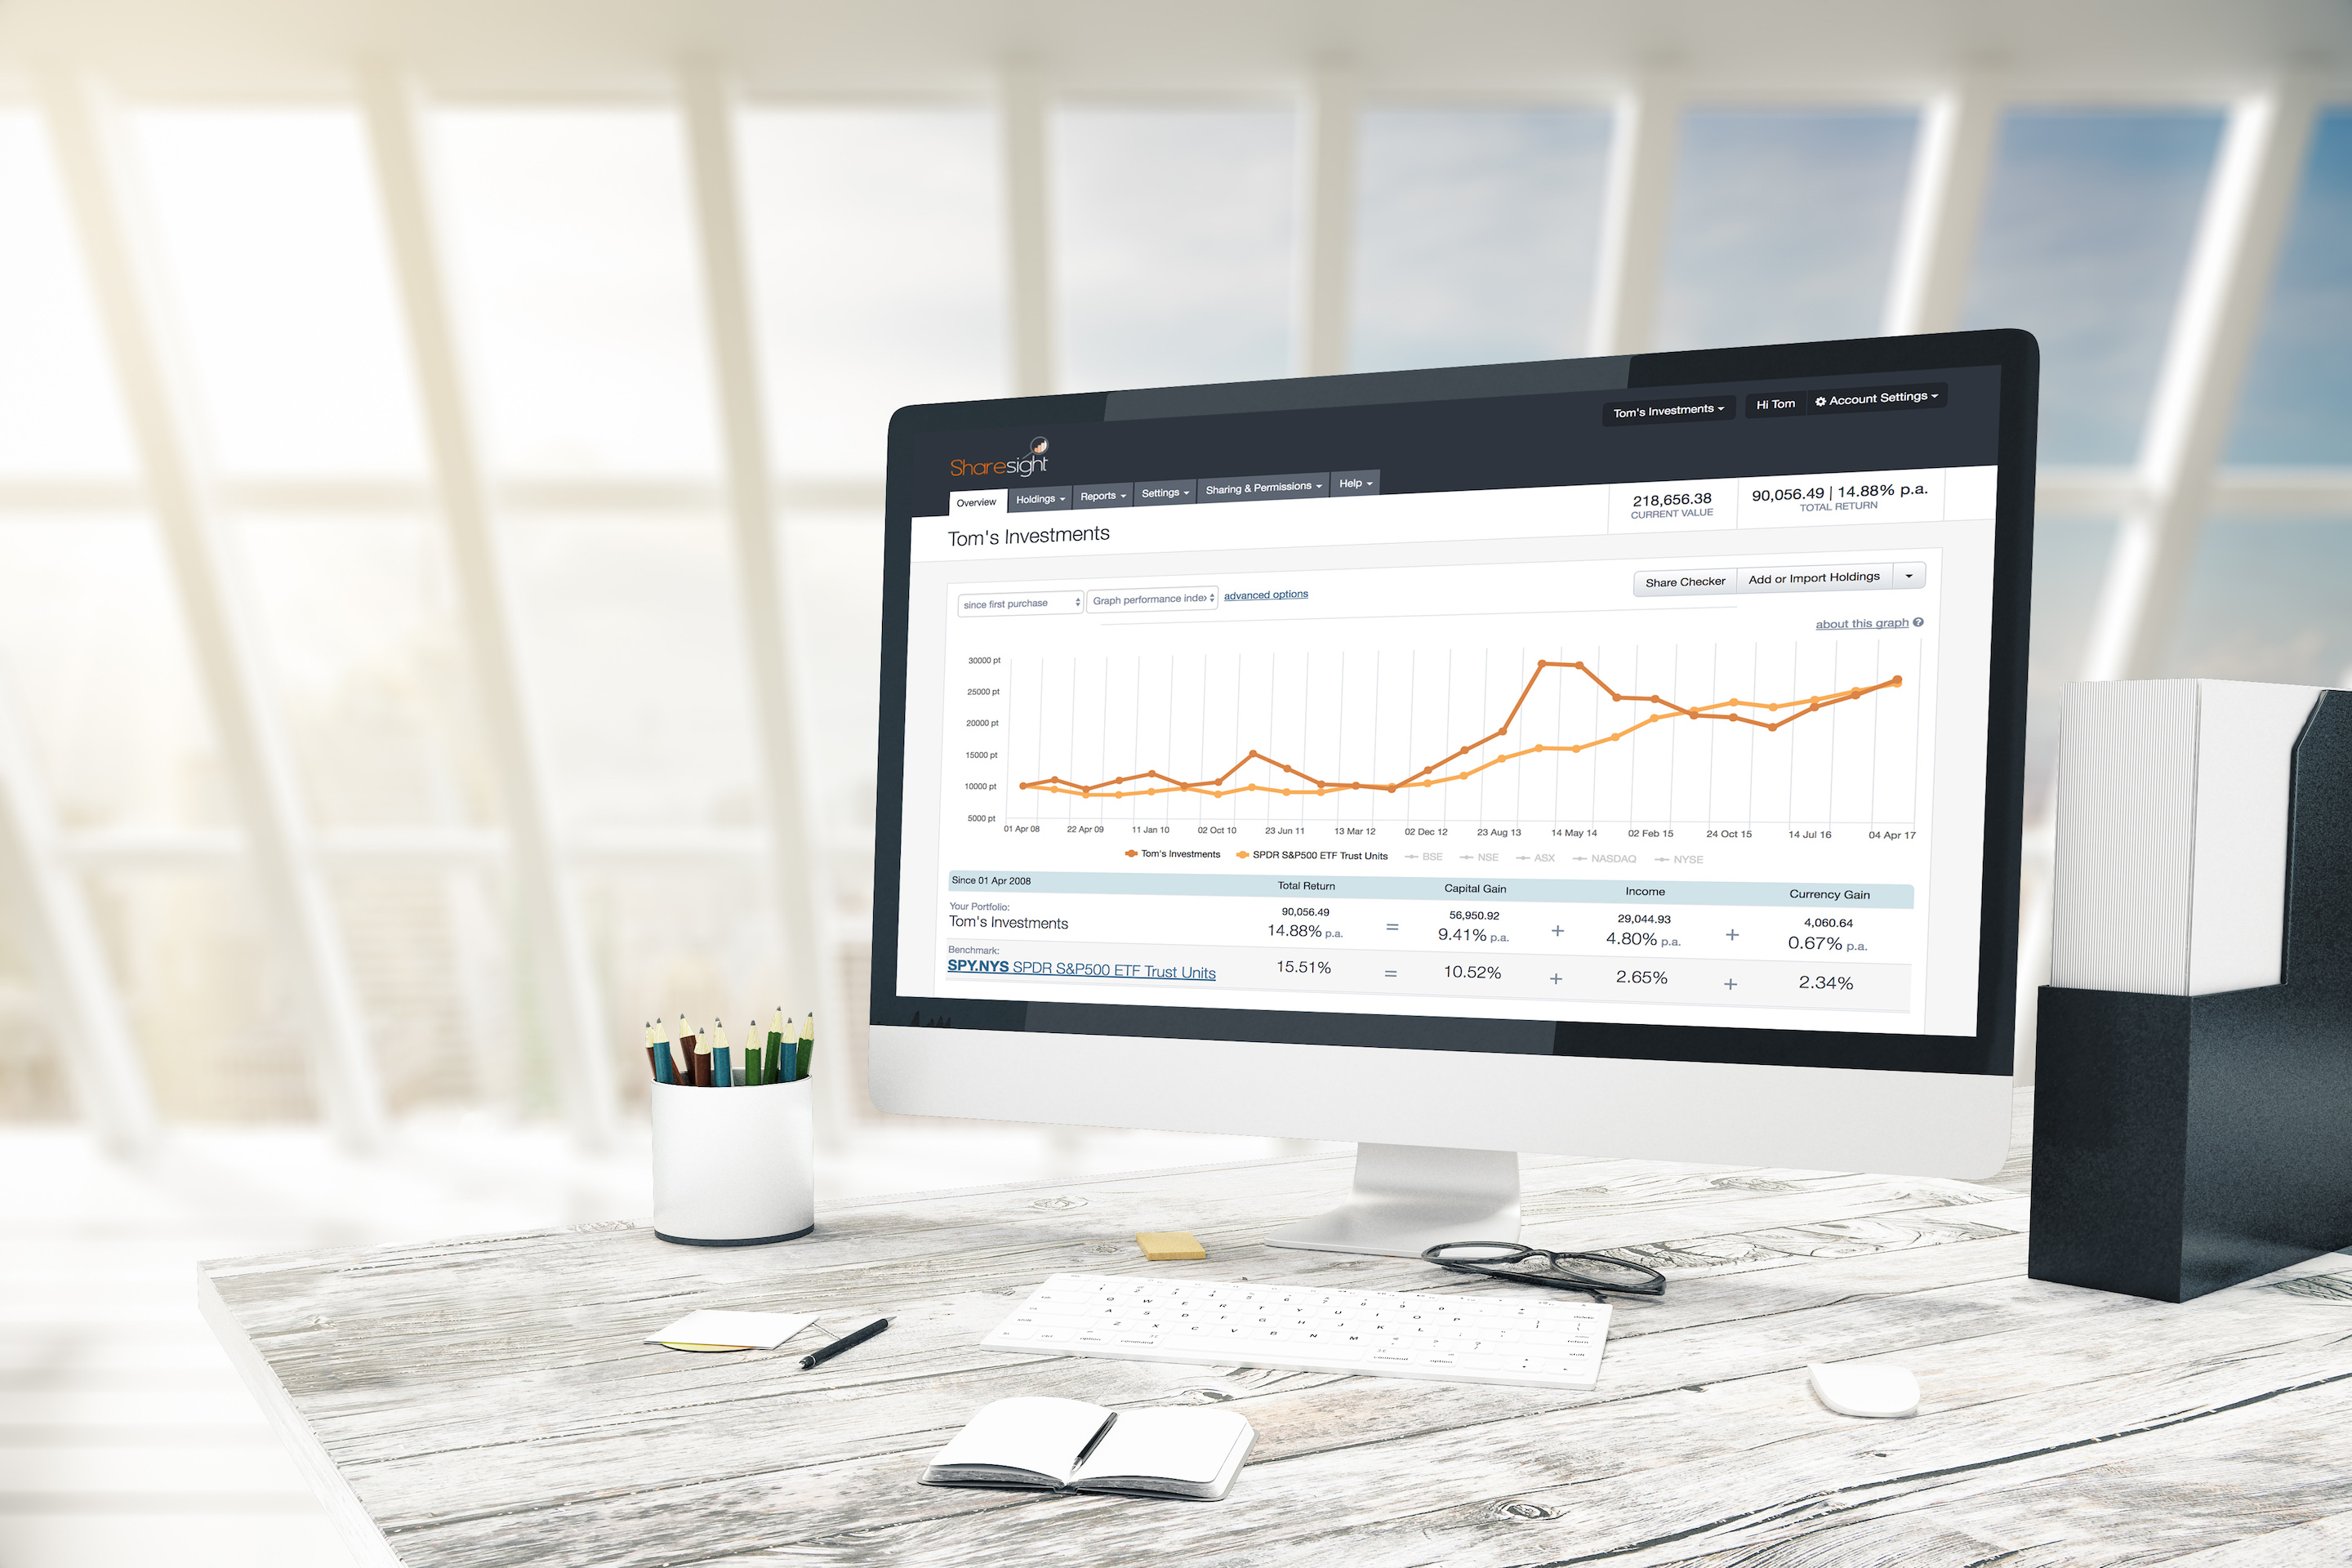 Tom's Investments
Hi Tom
Account Settings
Sharesight
Overview
Holdings
Reports
Settings
Sharing & Permissions
Help
218,656.38
CURRENT VALUE
90,056.49 | 14.88% p.a.
TOTAL RETURN
Tom's Investments
since first purchase
Graph performance index
advanced options
Share Checker
Add or Import Holdings
about this graph ?
30000 pt
25000 pt
20000 pt
15000 pt
10000 pt
5000 pt
01 Apr 08 22 Apr 09 11 Jan 10 02 Oct 10 23 Jun 11 13 Mar 12 02 Dec 12 23 Aug 13 14 May 14 02 Feb 15 24 Oct 15 14 Jul 16 04 Apr 17
Tom's Investments SPDR S&P500 ETF Trust Units BSE NSE ASX NASDAQ NYSE
Since 01 Apr 2008 Total Return Capital Gain Income Currency Gain
Your Portfolio:
Tom's Investments
90,056.49 56,950.92 29,044.93 4,060.64
14.88% p.a. = 9.41% p.a. + 4.80% p.a. + 0.67% p.a.
Benchmark:
SPY.NYS SPDR S&P500 ETF Trust Units 15.51% = 10.52% + 2.65% + 2.34%